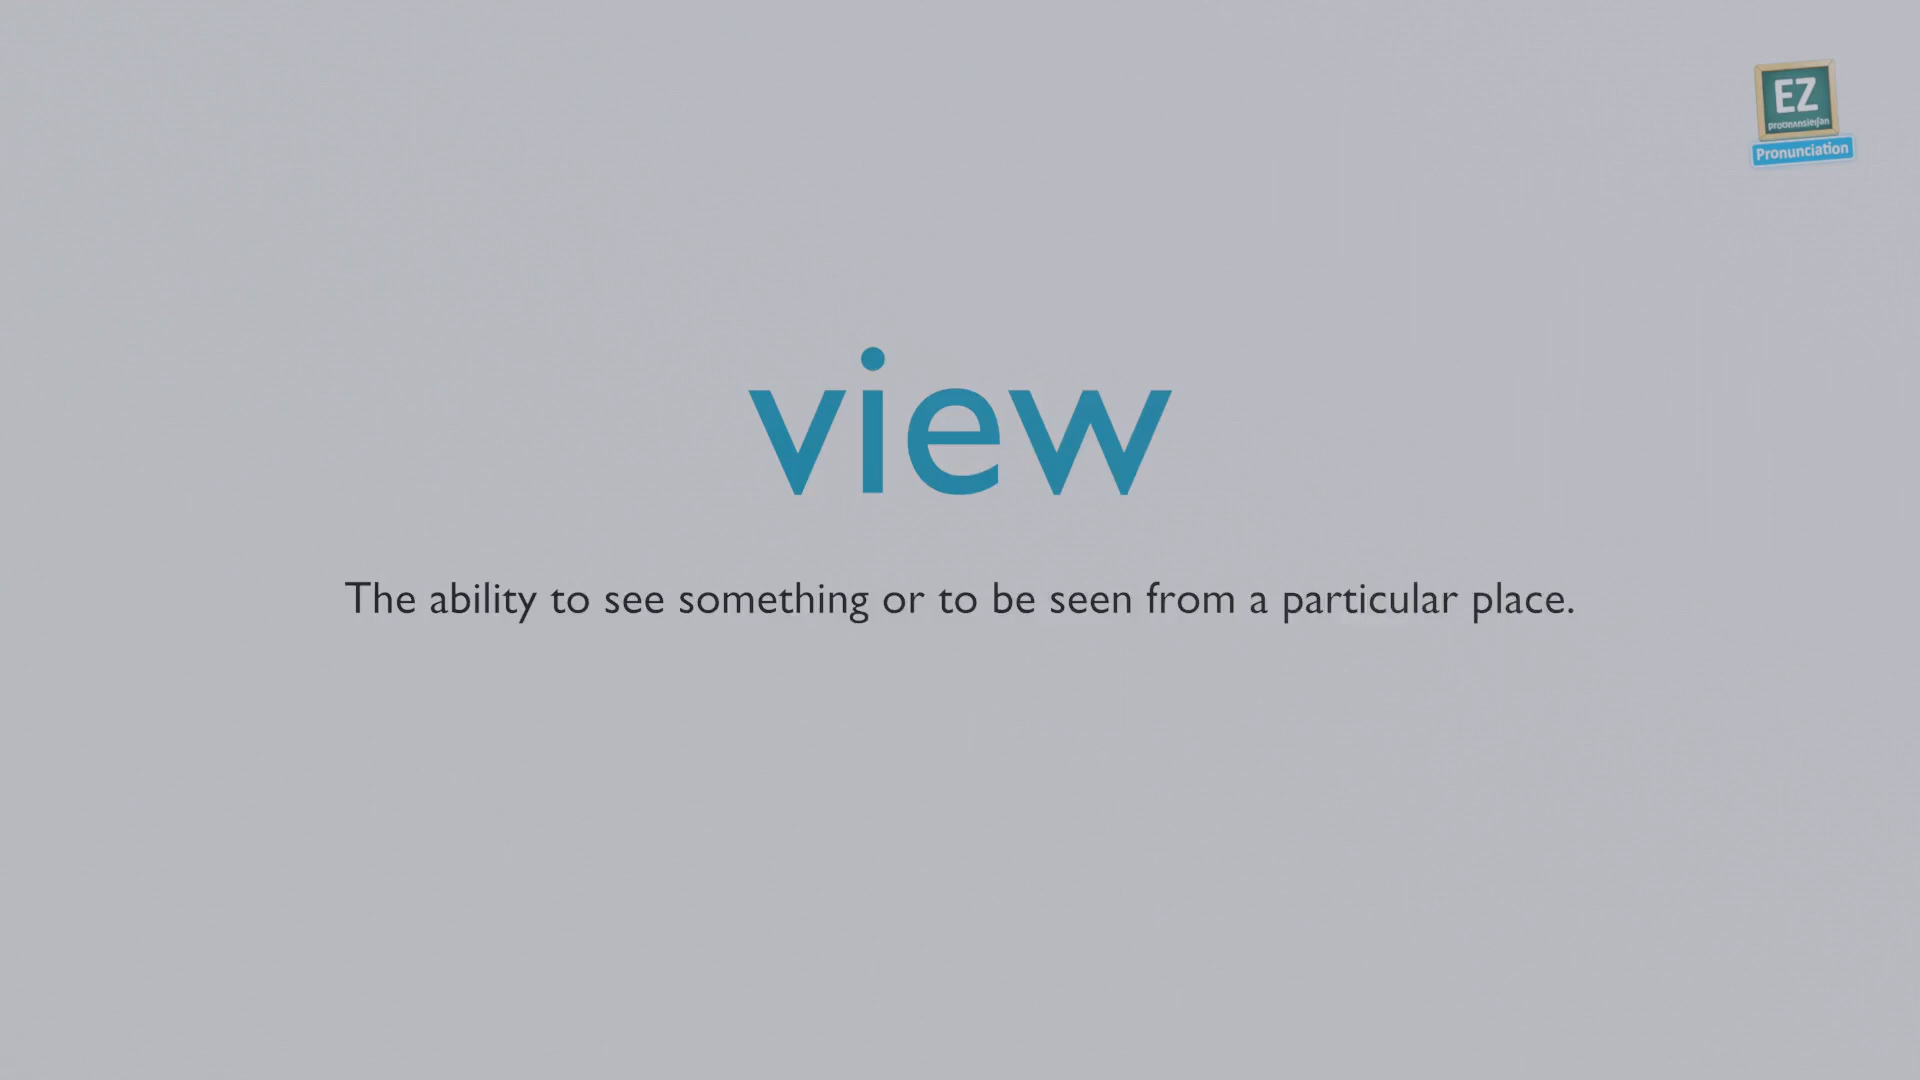 EZ
Pronunciation
view
The ability to see something or to be seen from a particular place.